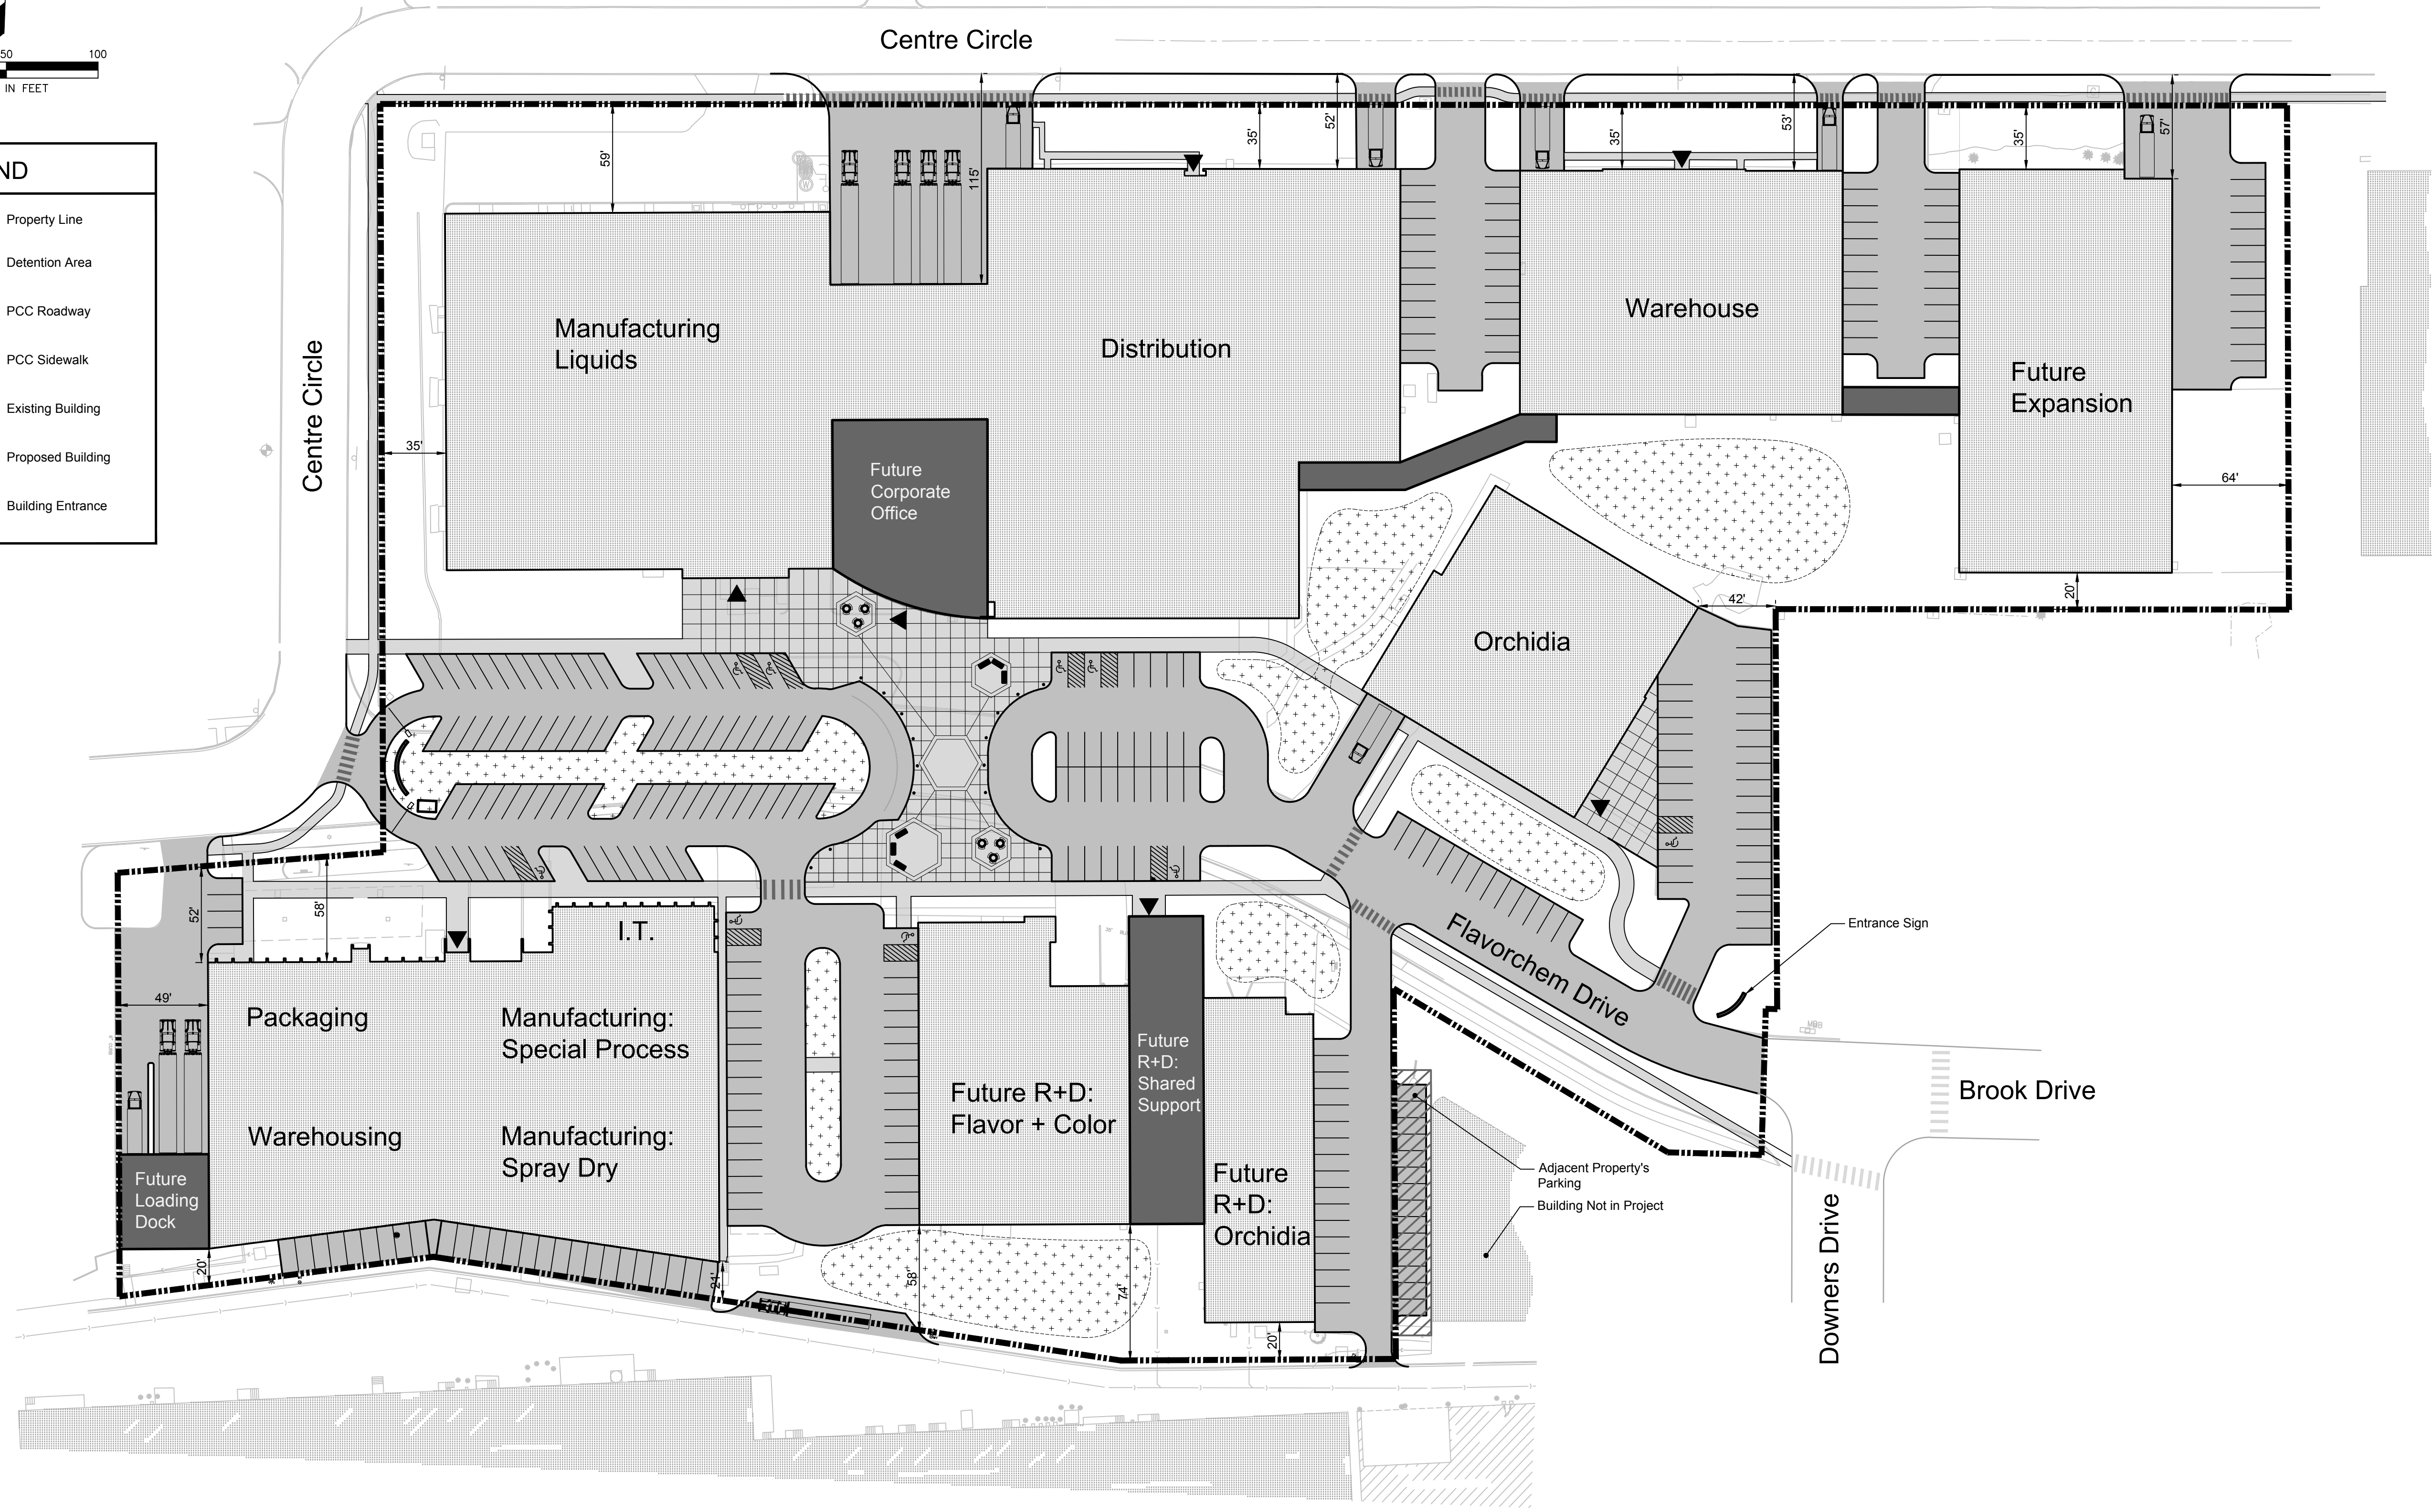 50
100
IN FEET
Centre Circle
ND
Property Line
Detention Area
PCC Roadway
PCC Sidewalk
Existing Building
Proposed Building
Building Entrance
Centre Circle
59'
115'
35'
52'
35'
53'
35'
57'
Manufacturing
Liquids
Distribution
Warehouse
Future
Expansion
35'
Future
Corporate
Office
64'
20'
42'
Orchidia
52'
58'
I.T.
49'
Packaging
Manufacturing:
Special Process
Warehousing
Manufacturing:
Spray Dry
Future
Loading
Dock
20'
21'
58'
74'
20'
Future R+D:
Flavor + Color
Future
R+D:
Shared
Support
Future
R+D:
Orchidia
Flavorchem Drive
Entrance Sign
Brook Drive
Adjacent Property's
Parking
Building Not in Project
Downers Drive